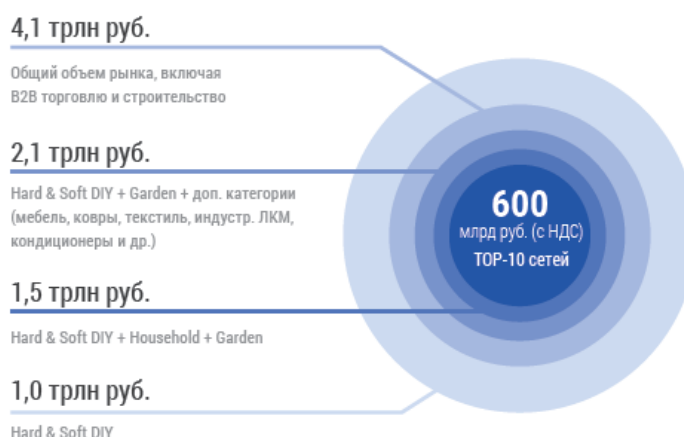 4,1 трлн руб.
Общий объем рынка, включая
B2B торговлю и строительство
2,1 трлн руб.
Hard & Soft DIY + Garden + доп. категории
(мебель, ковры, текстиль, индустр. ЛКМ,
кондиционеры и др.)
1,5 трлн руб.
Hard & Soft DIY + Household + Garden
1,0 трлн руб.
Hard & Soft DIY
600
млрд руб. (с НДС)
TOP-10 сетей